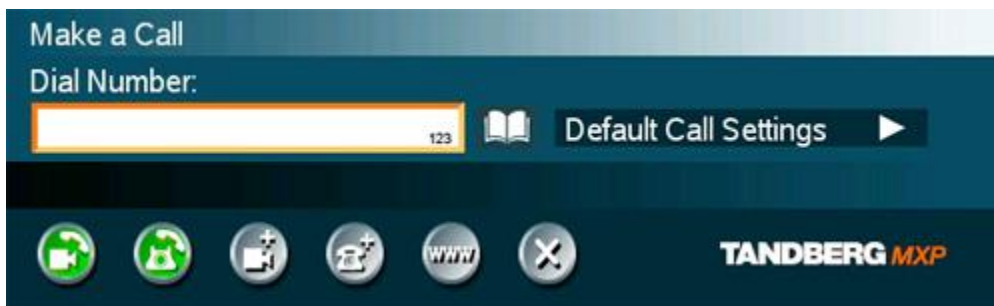 Make a Call
Dial Number:
123
Default Call Settings
www
TANDBERG MXP